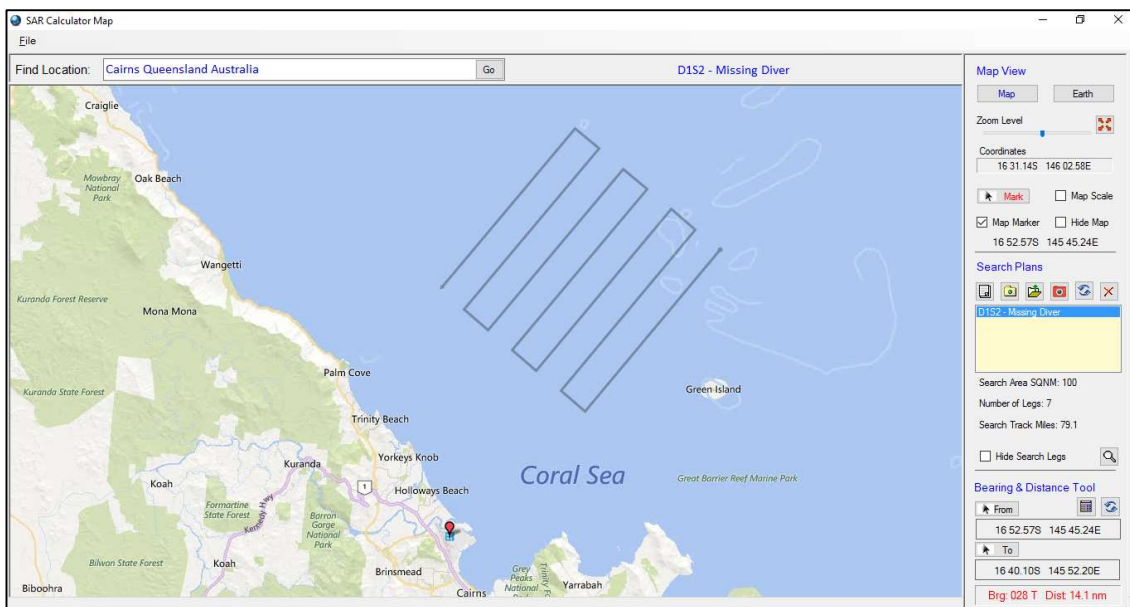 SAR Calculator Map
File
Find Location: Cairns Queensland Australia Go D1S2 - Missing Diver
Craiglie
Mowbray
National
Park
Oak Beach
Wangetti
Kuranda Forest Reserve
Mona Mona
Palm Cove
Kuranda State Forest
Green Island
Trinity Beach
Yorkeys Knob
Kuranda
Koah
Coral Sea
Great Barrier Reef Marine Park
1
Holloways Beach
Formartine
State Forest
Kennedy Hwy
Barron
Gorge
National
Park
Bilwon State Forest
Koah
Brinsmead
Grey
Peaks
National
Trinity Fo
Yarrabah
Biboohra
Cairns
Map View
Map Earth
Zoom Level
Coordinates
16 31.14S 146 02.58E
Mark Map Scale
Map Marker Hide Map
16 52.57S 145 45.24E
Search Plans
D1S2 - Missing Diver
Search Area SQNM: 100
Number of Legs: 7
Search Track Miles: 79.1
Hide Search Legs
Bearing & Distance Tool
From
16 52.57S 145 45.24E
To
16 40.10S 145 52.20E
Brg: 028 T Dist: 14.1 nm